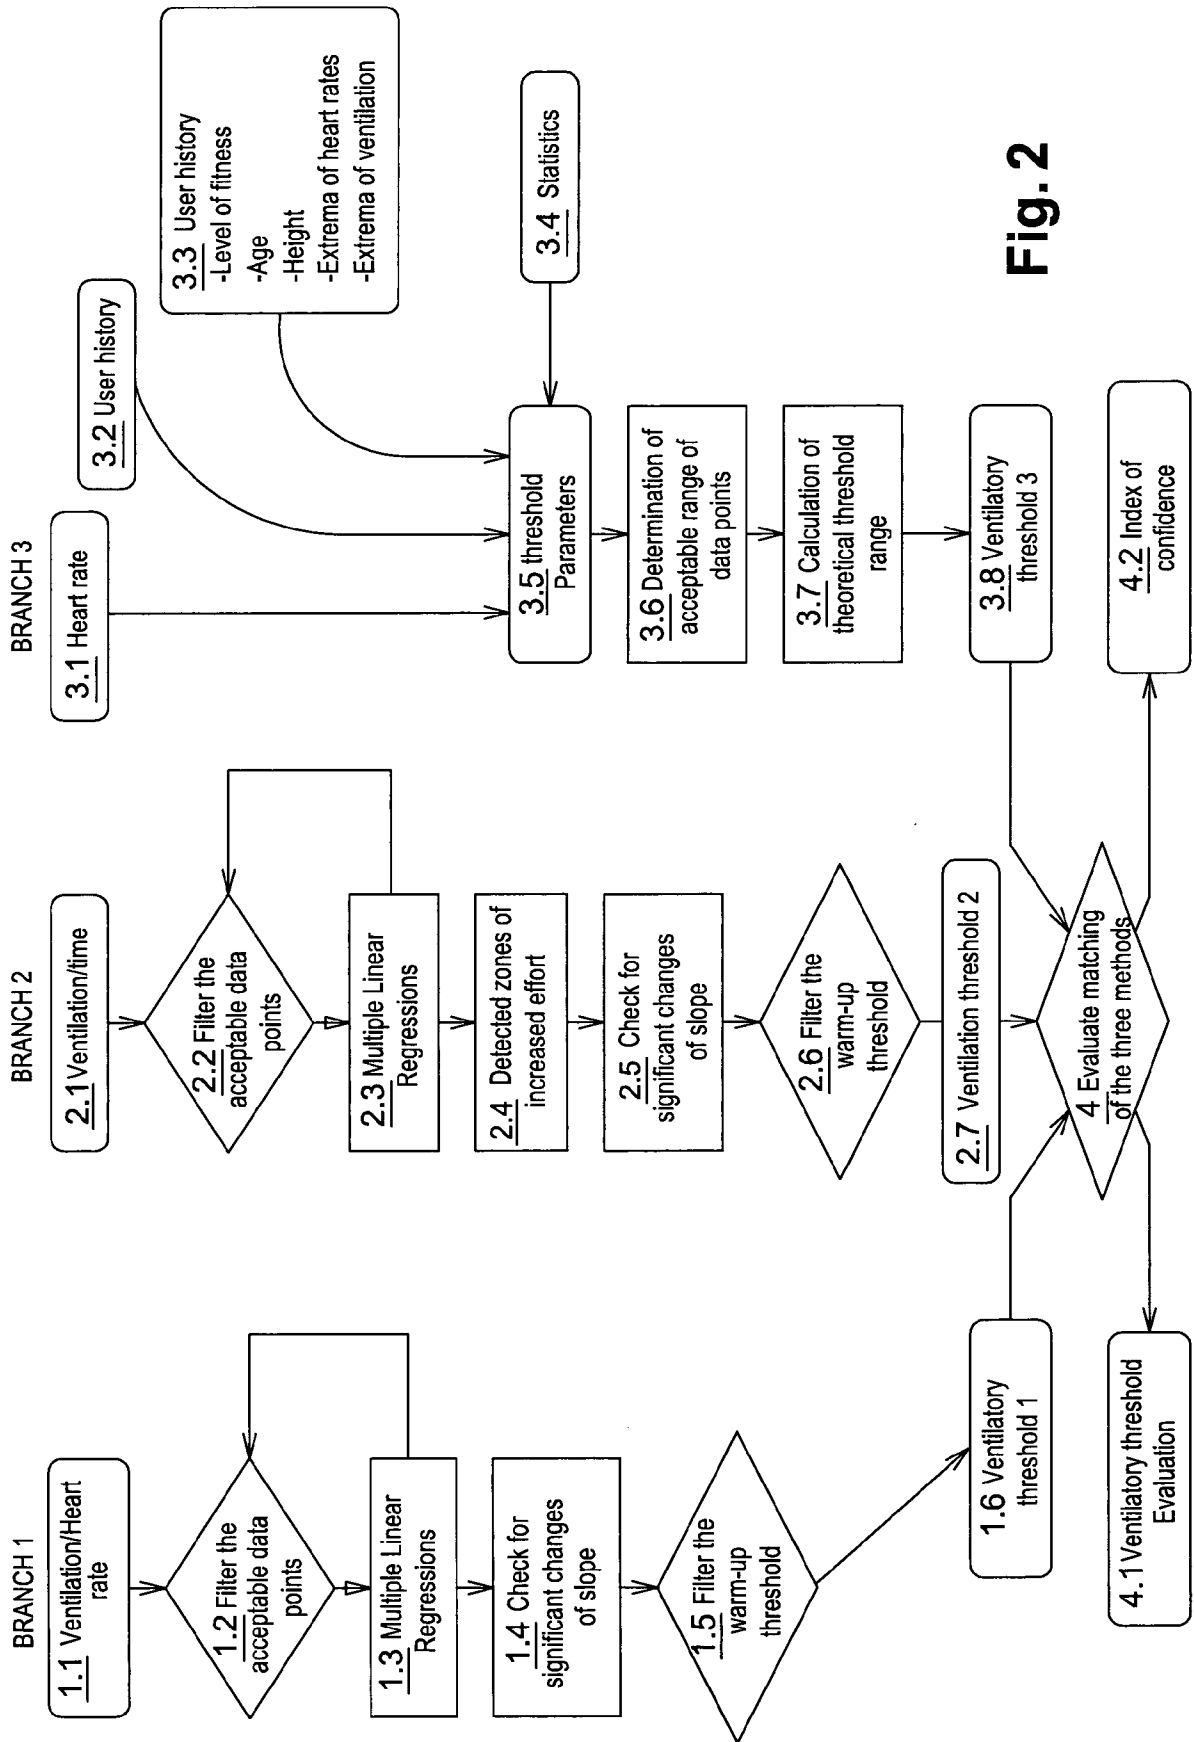 BRANCH 1
1.1 Ventilation/Heart
rate
1.2 Filter the
acceptable data
points
1.3 Multiple Linear
Regressions
1.4 Check for
significant changes
of slope
1.5 Filter the
warm-up
threshold
1.6 Ventilatory
threshold 1
BRANCH 2
2.1 Ventilation/time
2.2 Filter the
acceptable data
points
2.3 Multiple Linear
Regressions
2.4 Detected zones of
increased effort
2.5 Check for
significant changes
of slope
2.6 Filter the
warm-up
threshold
2.7 Ventilation threshold 2
BRANCH 3
3.1 Heart rate
3.2 User history
3.3 User history
-Level of fitness
-Age
-Height
-Extrema of heart rates
-Extrema of ventilation
3.4 Statistics
3.5 threshold
Parameters
3.6 Determination of
acceptable range of
data points
3.7 Calculation of
theoretical threshold
range
3.8 Ventilatory
threshold 3
4 Evaluate matching
of the three methods
4.1 Ventilatory threshold
Evaluation
4.2 Index of
confidence
Fig. 2